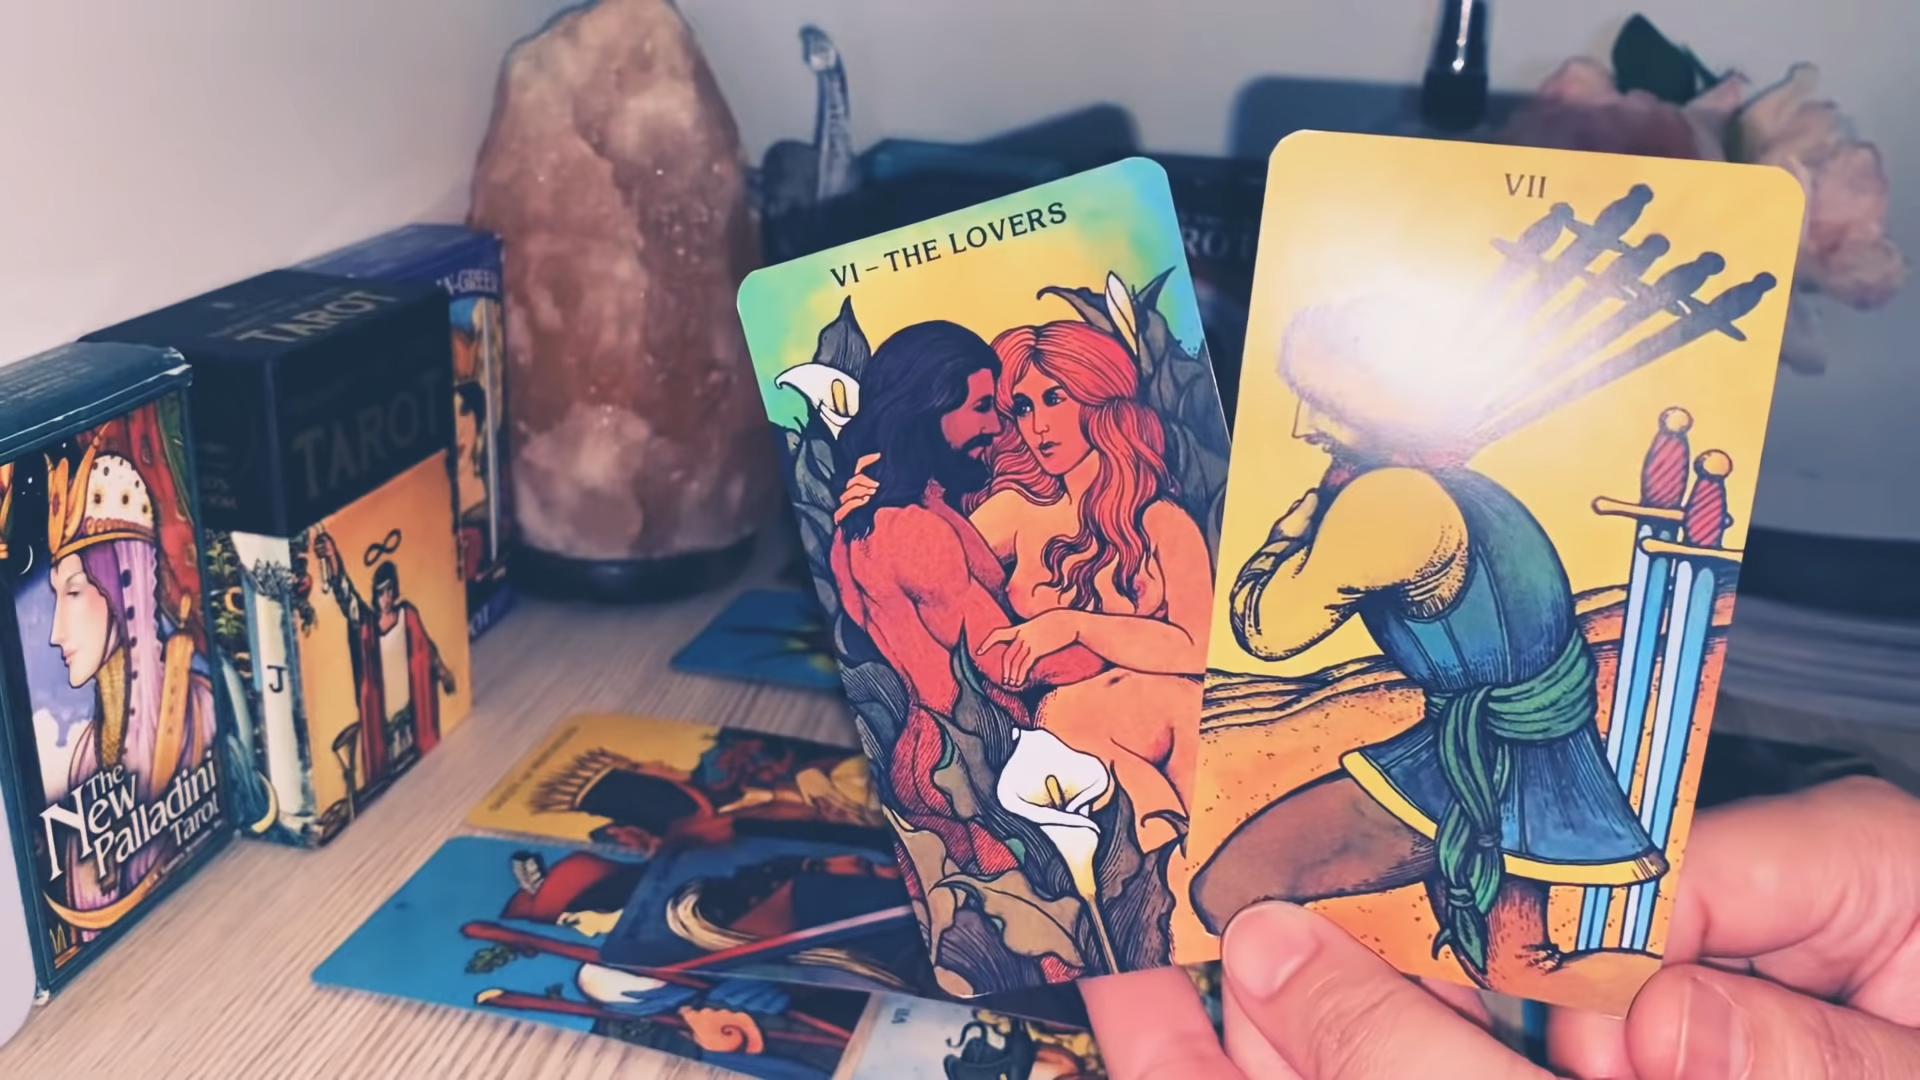 VI – THE LOVERS
VII
TAROT
TAROT
The
New
Palladini
Tarot
J